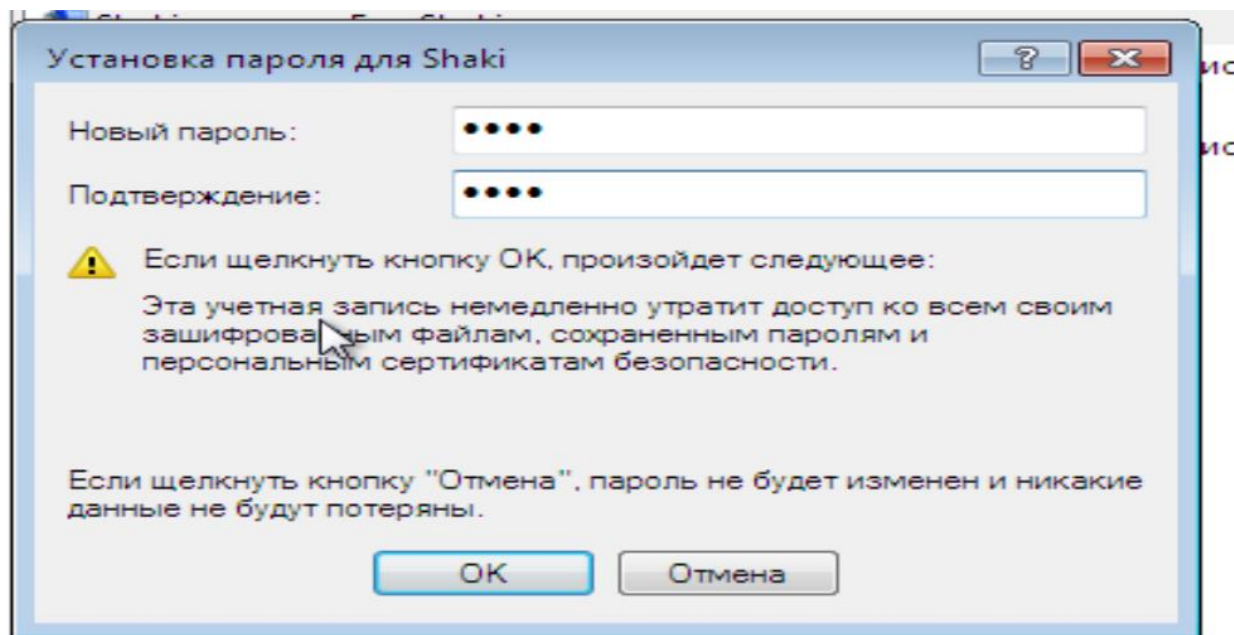 Установка пароля для Shaki
Новый пароль: ••••
Подтверждение: ••••
Если щелкнуть кнопку ОК, произойдет следующее:
Эта учетная запись немедленно утратит доступ ко всем своим
зашифрованным файлам, сохраненным паролям и
персональным сертификатам безопасности.
Если щелкнуть кнопку "Отмена", пароль не будет изменен и никакие
данные не будут потеряны.
ОК
Отмена